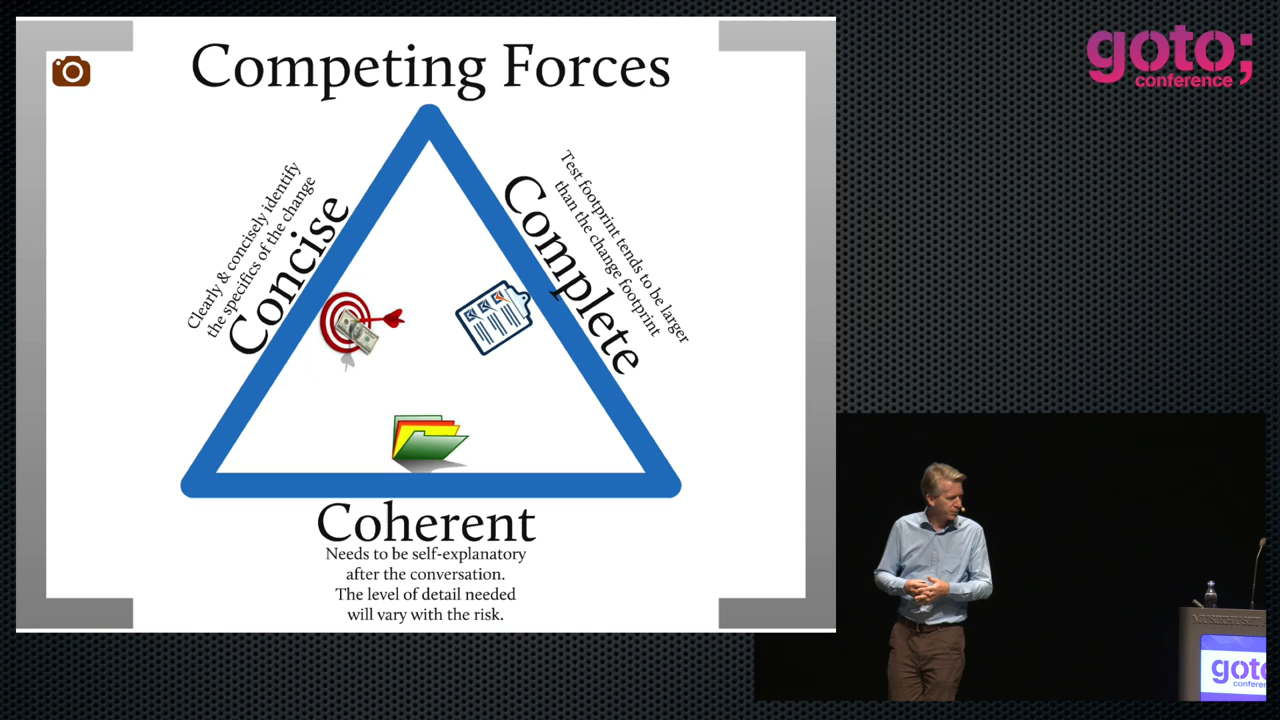 Competing Forces
goto;
conference
Clearly & concisely identify
the specifics of the change
Concise
Test footprint tends to be larger
than the change footprint
Complete
Coherent
Needs to be self-explanatory
after the conversation.
The level of detail needed
will vary with the risk.
MUSIKHUSET
goto
conferen